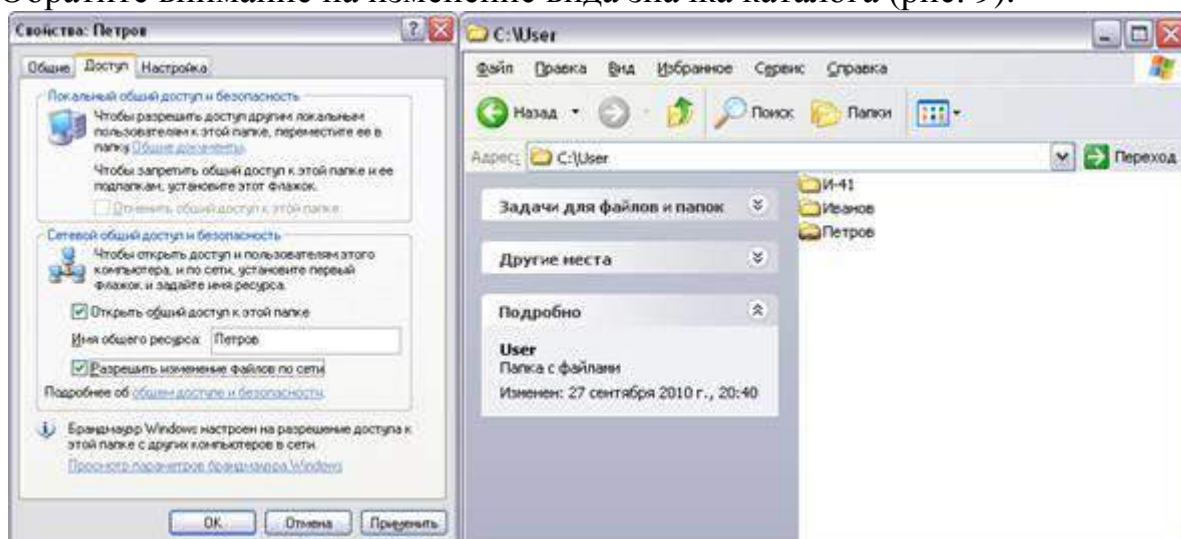 Обратите внимание на изменение вида значка каталога (рис. 9).
Свойства: Петров
Общие Доступ Настройка
Локальный общий доступ и безопасность
Чтобы разрешить доступ другим локальным
пользователям к этой папке, переместите ее в
папку Общие документы.
Чтобы запретить общий доступ к этой папке и ее
подпапкам, установите этот флажок.
Отменить общий доступ к этой папке
Сетевой общий доступ и безопасность
Чтобы открыть доступ и пользователям этого
компьютера, и по сети, установите первый
флажок и задайте имя ресурса.
Открыть общий доступ к этой папке
Имя общего ресурса: Петров
Разрешить изменение файлов по сети
Подробнее об общем доступе и безопасности.
Брандмауэр Windows настроен на разрешение доступа к
этой папке с других компьютеров в сети.
Просмотр параметров брандмауэра Windows
ОК Отмена Применить
C:\User
Файл Правка Вид Избранное Сервис Справка
Назад Поиск Папки
Адрес: C:\User Переход
Задачи для файлов и папок
Другие места
Подробно
User
Папка с файлами
Изменен: 27 сентября 2010 г., 20:40
И-41
Иванов
Петров